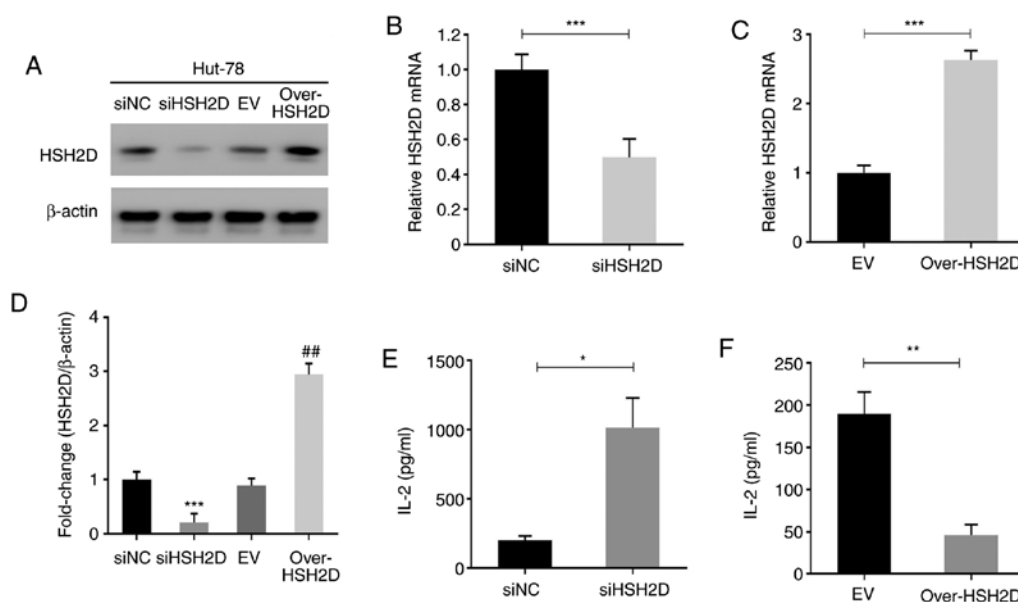 A
Hut-78
siNC siHSH2D EV Over-HSH2D
HSH2D
β-actin
B
***
Relative HSH2D mRNA
1.2
1.0
0.8
0.6
0.4
0.2
0
siNC siHSH2D
C
***
Relative HSH2D mRNA
3
2
1
0
EV Over-HSH2D
D
Fold-change (HSH2D/β-actin)
4
3
2
1
0
***
##
siNC siHSH2D EV Over-HSH2D
E
*
IL-2 (pg/ml)
1500
1000
500
0
siNC siHSH2D
F
**
IL-2 (pg/ml)
250
200
150
100
50
0
EV Over-HSH2D